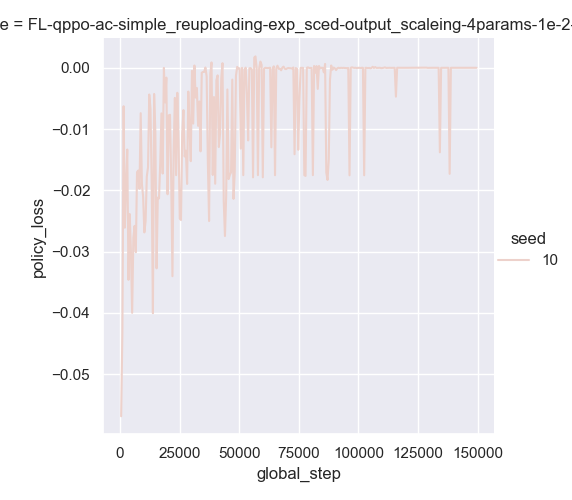 e = FL-qppo-ac-simple_reuploading-exp_sced-output_scaleing-4params-1e-2-
0.00
−0.01
−0.02
−0.03
−0.04
−0.05
policy_loss
0 25000 50000 75000 100000 125000 150000
global_step
seed
10